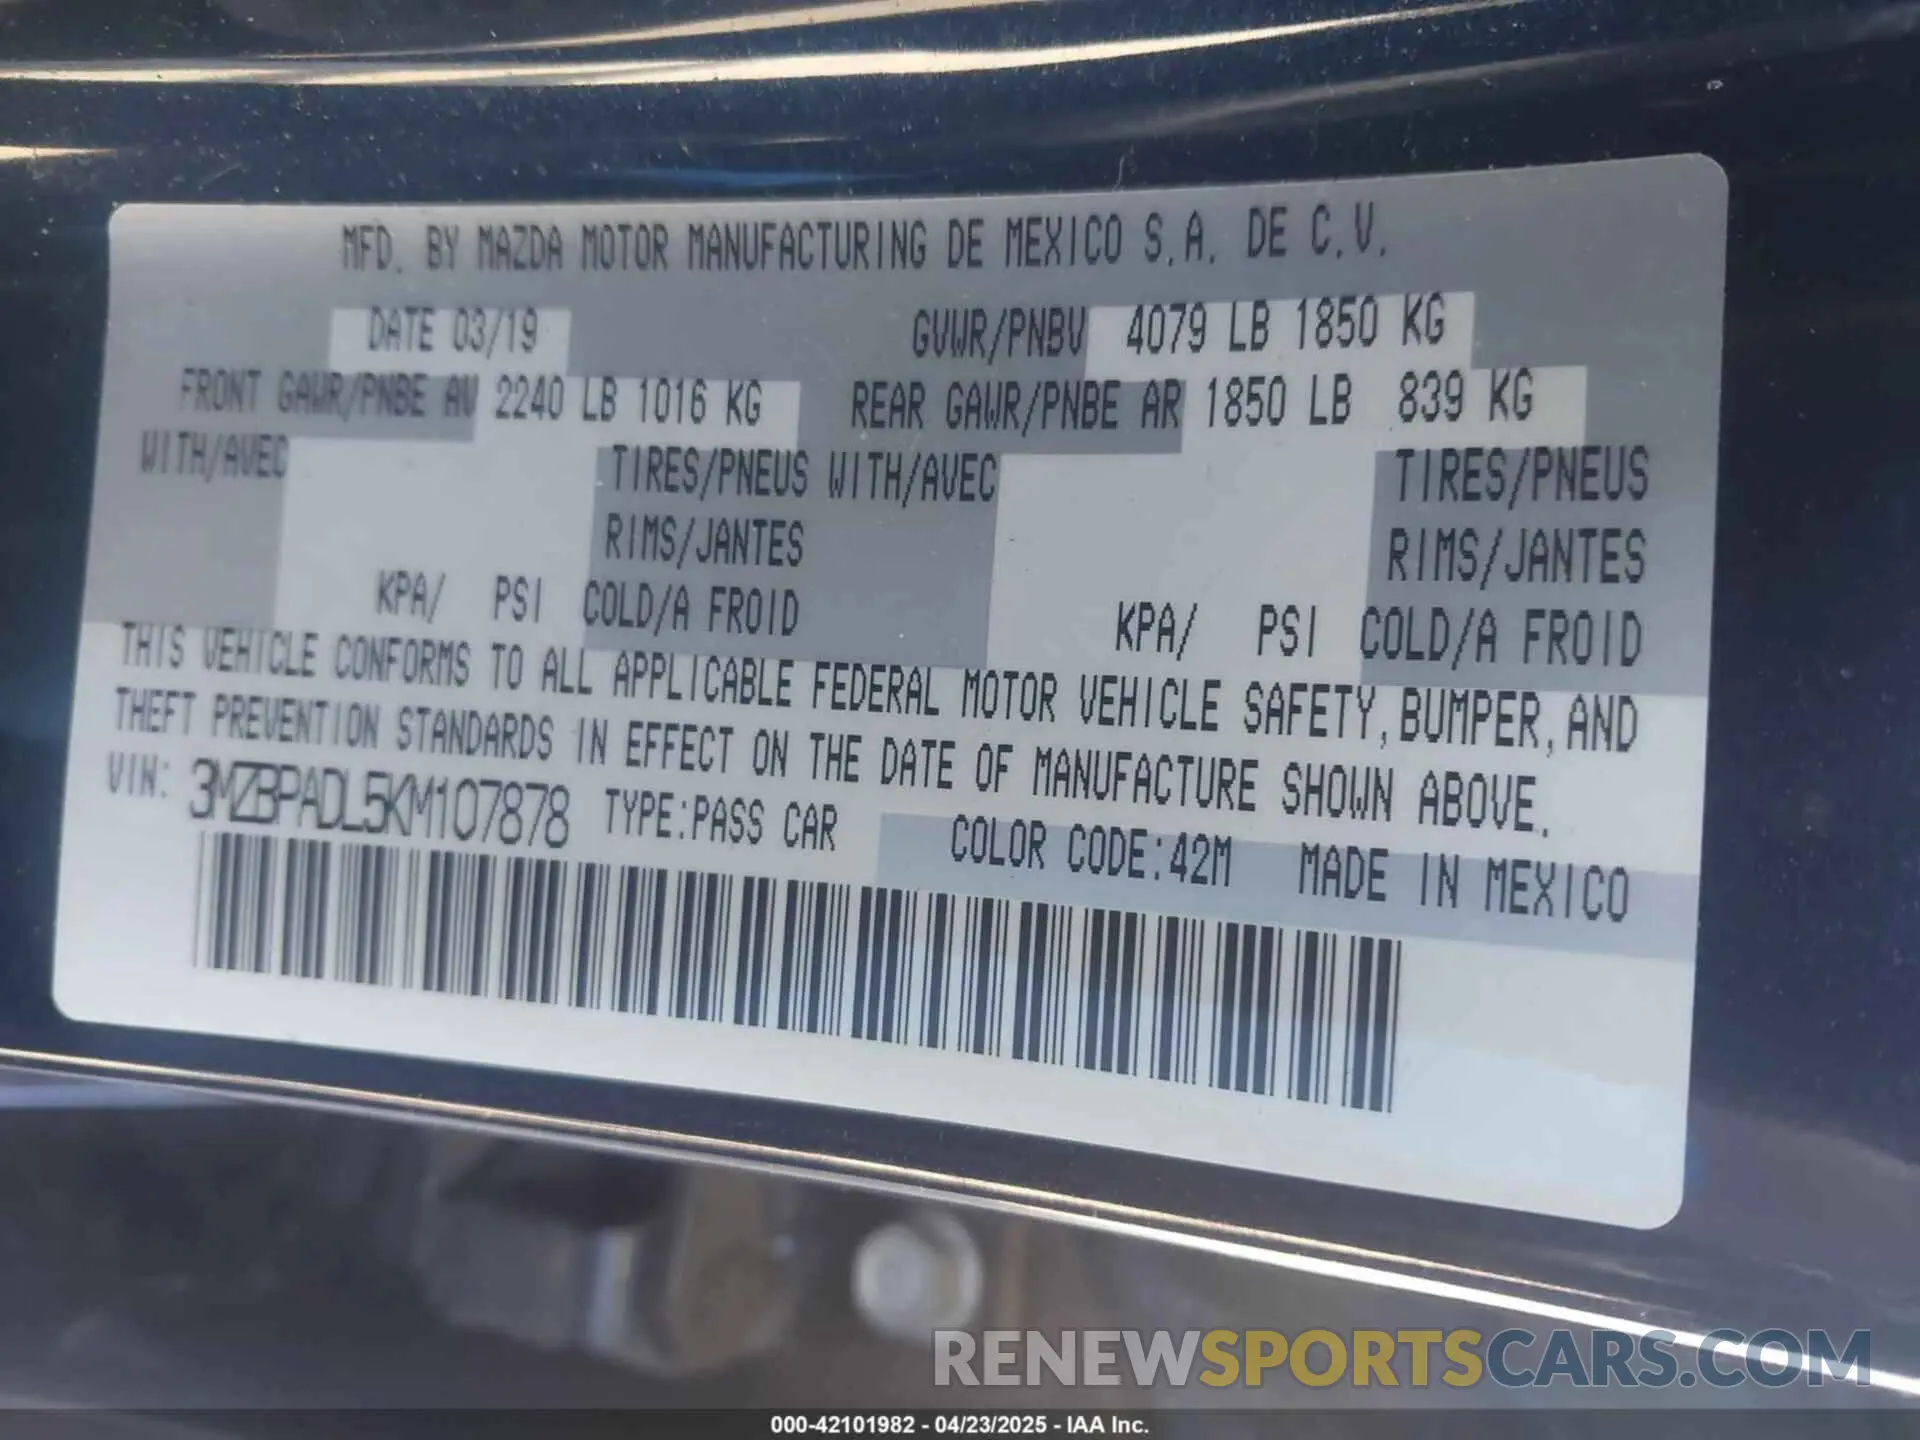 MFD. BY MAZDA MOTOR MANUFACTURING DE MEXICO S.A. DE C.V.
DATE 03/19 GVWR/PNBV 4079 LB 1850 KG
FRONT GAWR/PNBE AV 2240 LB 1016 KG REAR GAWR/PNBE AR 1850 LB 839 KG
WITH/AVEC TIRES/PNEUS WITH/AVEC TIRES/PNEUS
RIMS/JANTES RIMS/JANTES
KPA/ PSI COLD/A FROID KPA/ PSI COLD/A FROID
THIS VEHICLE CONFORMS TO ALL APPLICABLE FEDERAL MOTOR VEHICLE SAFETY, BUMPER, AND
THEFT PREVENTION STANDARDS IN EFFECT ON THE DATE OF MANUFACTURE SHOWN ABOVE.
VIN: 3MZBPADL5KM107878 TYPE:PASS CAR COLOR CODE:42M MADE IN MEXICO
RENEWSPORTSCARS.COM
000-42101982 - 04/23/2025 - IAA Inc.